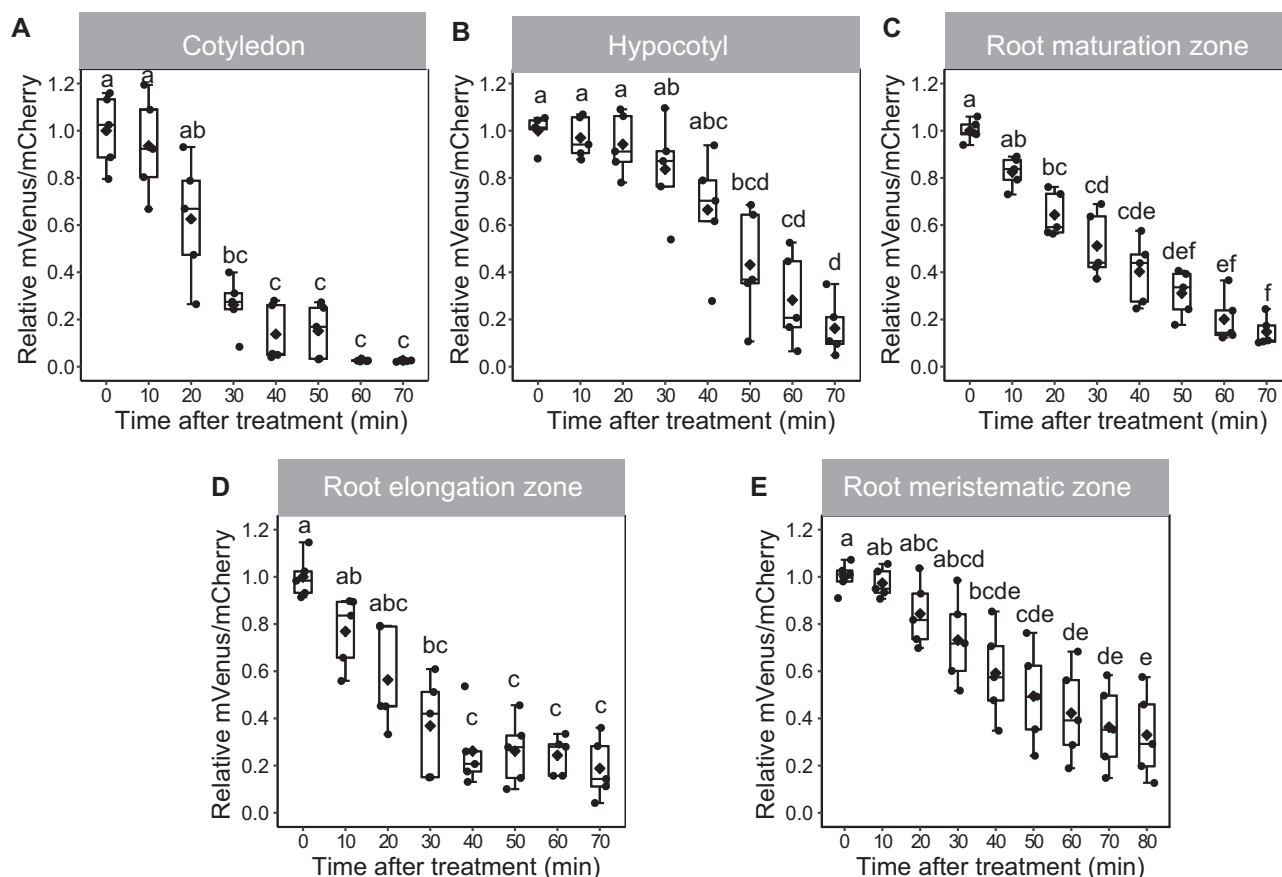 A
Cotyledon
Relative mVenus/mCherry
1.2
1.0
0.8
0.6
0.4
0.2
0.0
a
a
ab
bc
c
c
c
c
0 10 20 30 40 50 60 70
Time after treatment (min)
B
Hypocotyl
Relative mVenus/mCherry
1.2
1.0
0.8
0.6
0.4
0.2
0.0
a
a
a
ab
abc
bcd
cd
d
0 10 20 30 40 50 60 70
Time after treatment (min)
C
Root maturation zone
Relative mVenus/mCherry
1.2
1.0
0.8
0.6
0.4
0.2
0.0
a
ab
bc
cd
cde
def
ef
f
0 10 20 30 40 50 60 70
Time after treatment (min)
D
Root elongation zone
Relative mVenus/mCherry
1.2
1.0
0.8
0.6
0.4
0.2
0.0
a
ab
abc
bc
c
c
c
c
0 10 20 30 40 50 60 70
Time after treatment (min)
E
Root meristematic zone
Relative mVenus/mCherry
1.2
1.0
0.8
0.6
0.4
0.2
0.0
a
ab
abc
abcd
bcde
cde
de
de
e
0 10 20 30 40 50 60 70 80
Time after treatment (min)